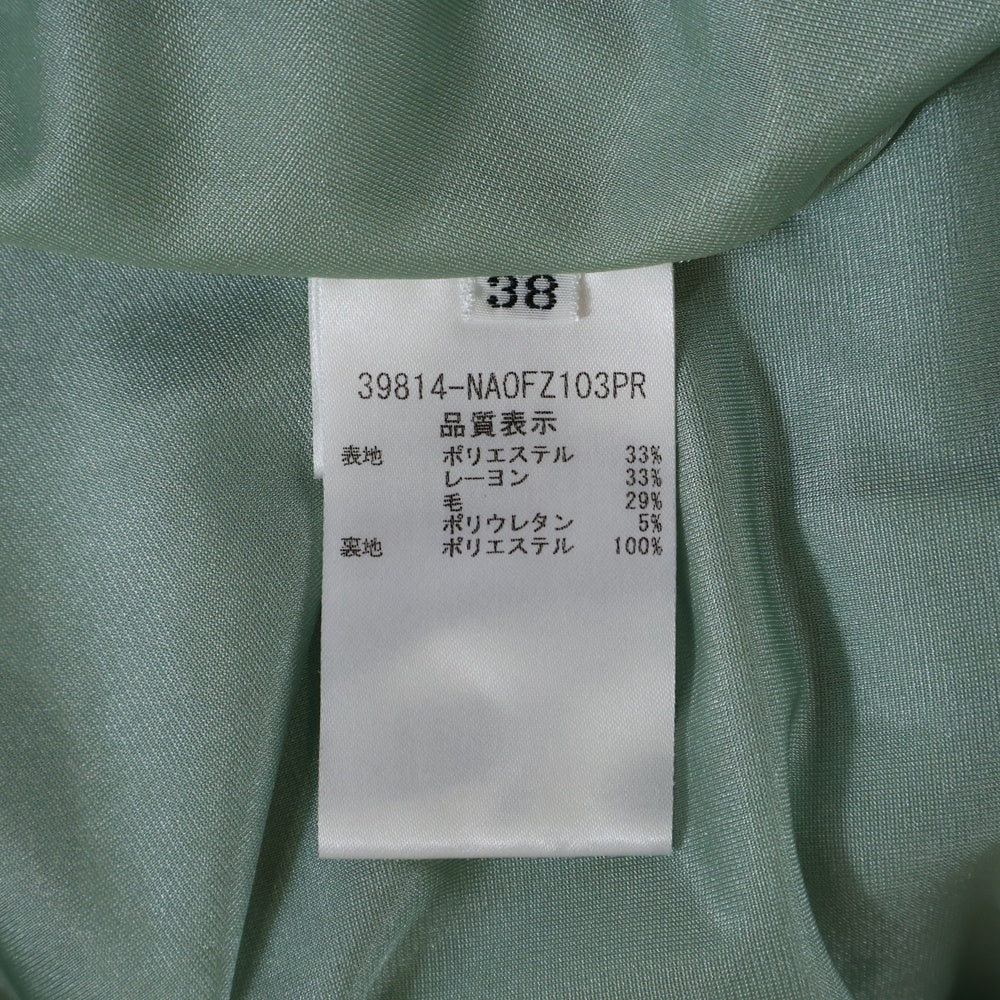 38
39814-NA0FZ103PR
品質表示
表地 ポリエステル 33%
レーヨン 33%
毛 29%
ポリウレタン 5%
裏地 ポリエステル 100%